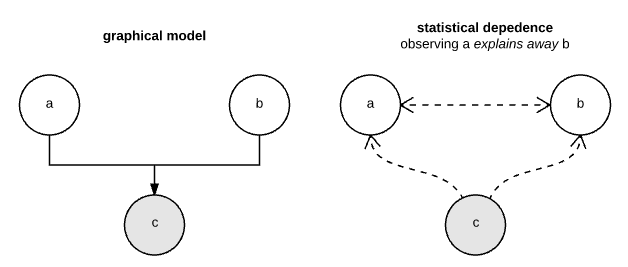 graphical model
statistical depedence
observing a explains away b
a
b
a
b
c
c